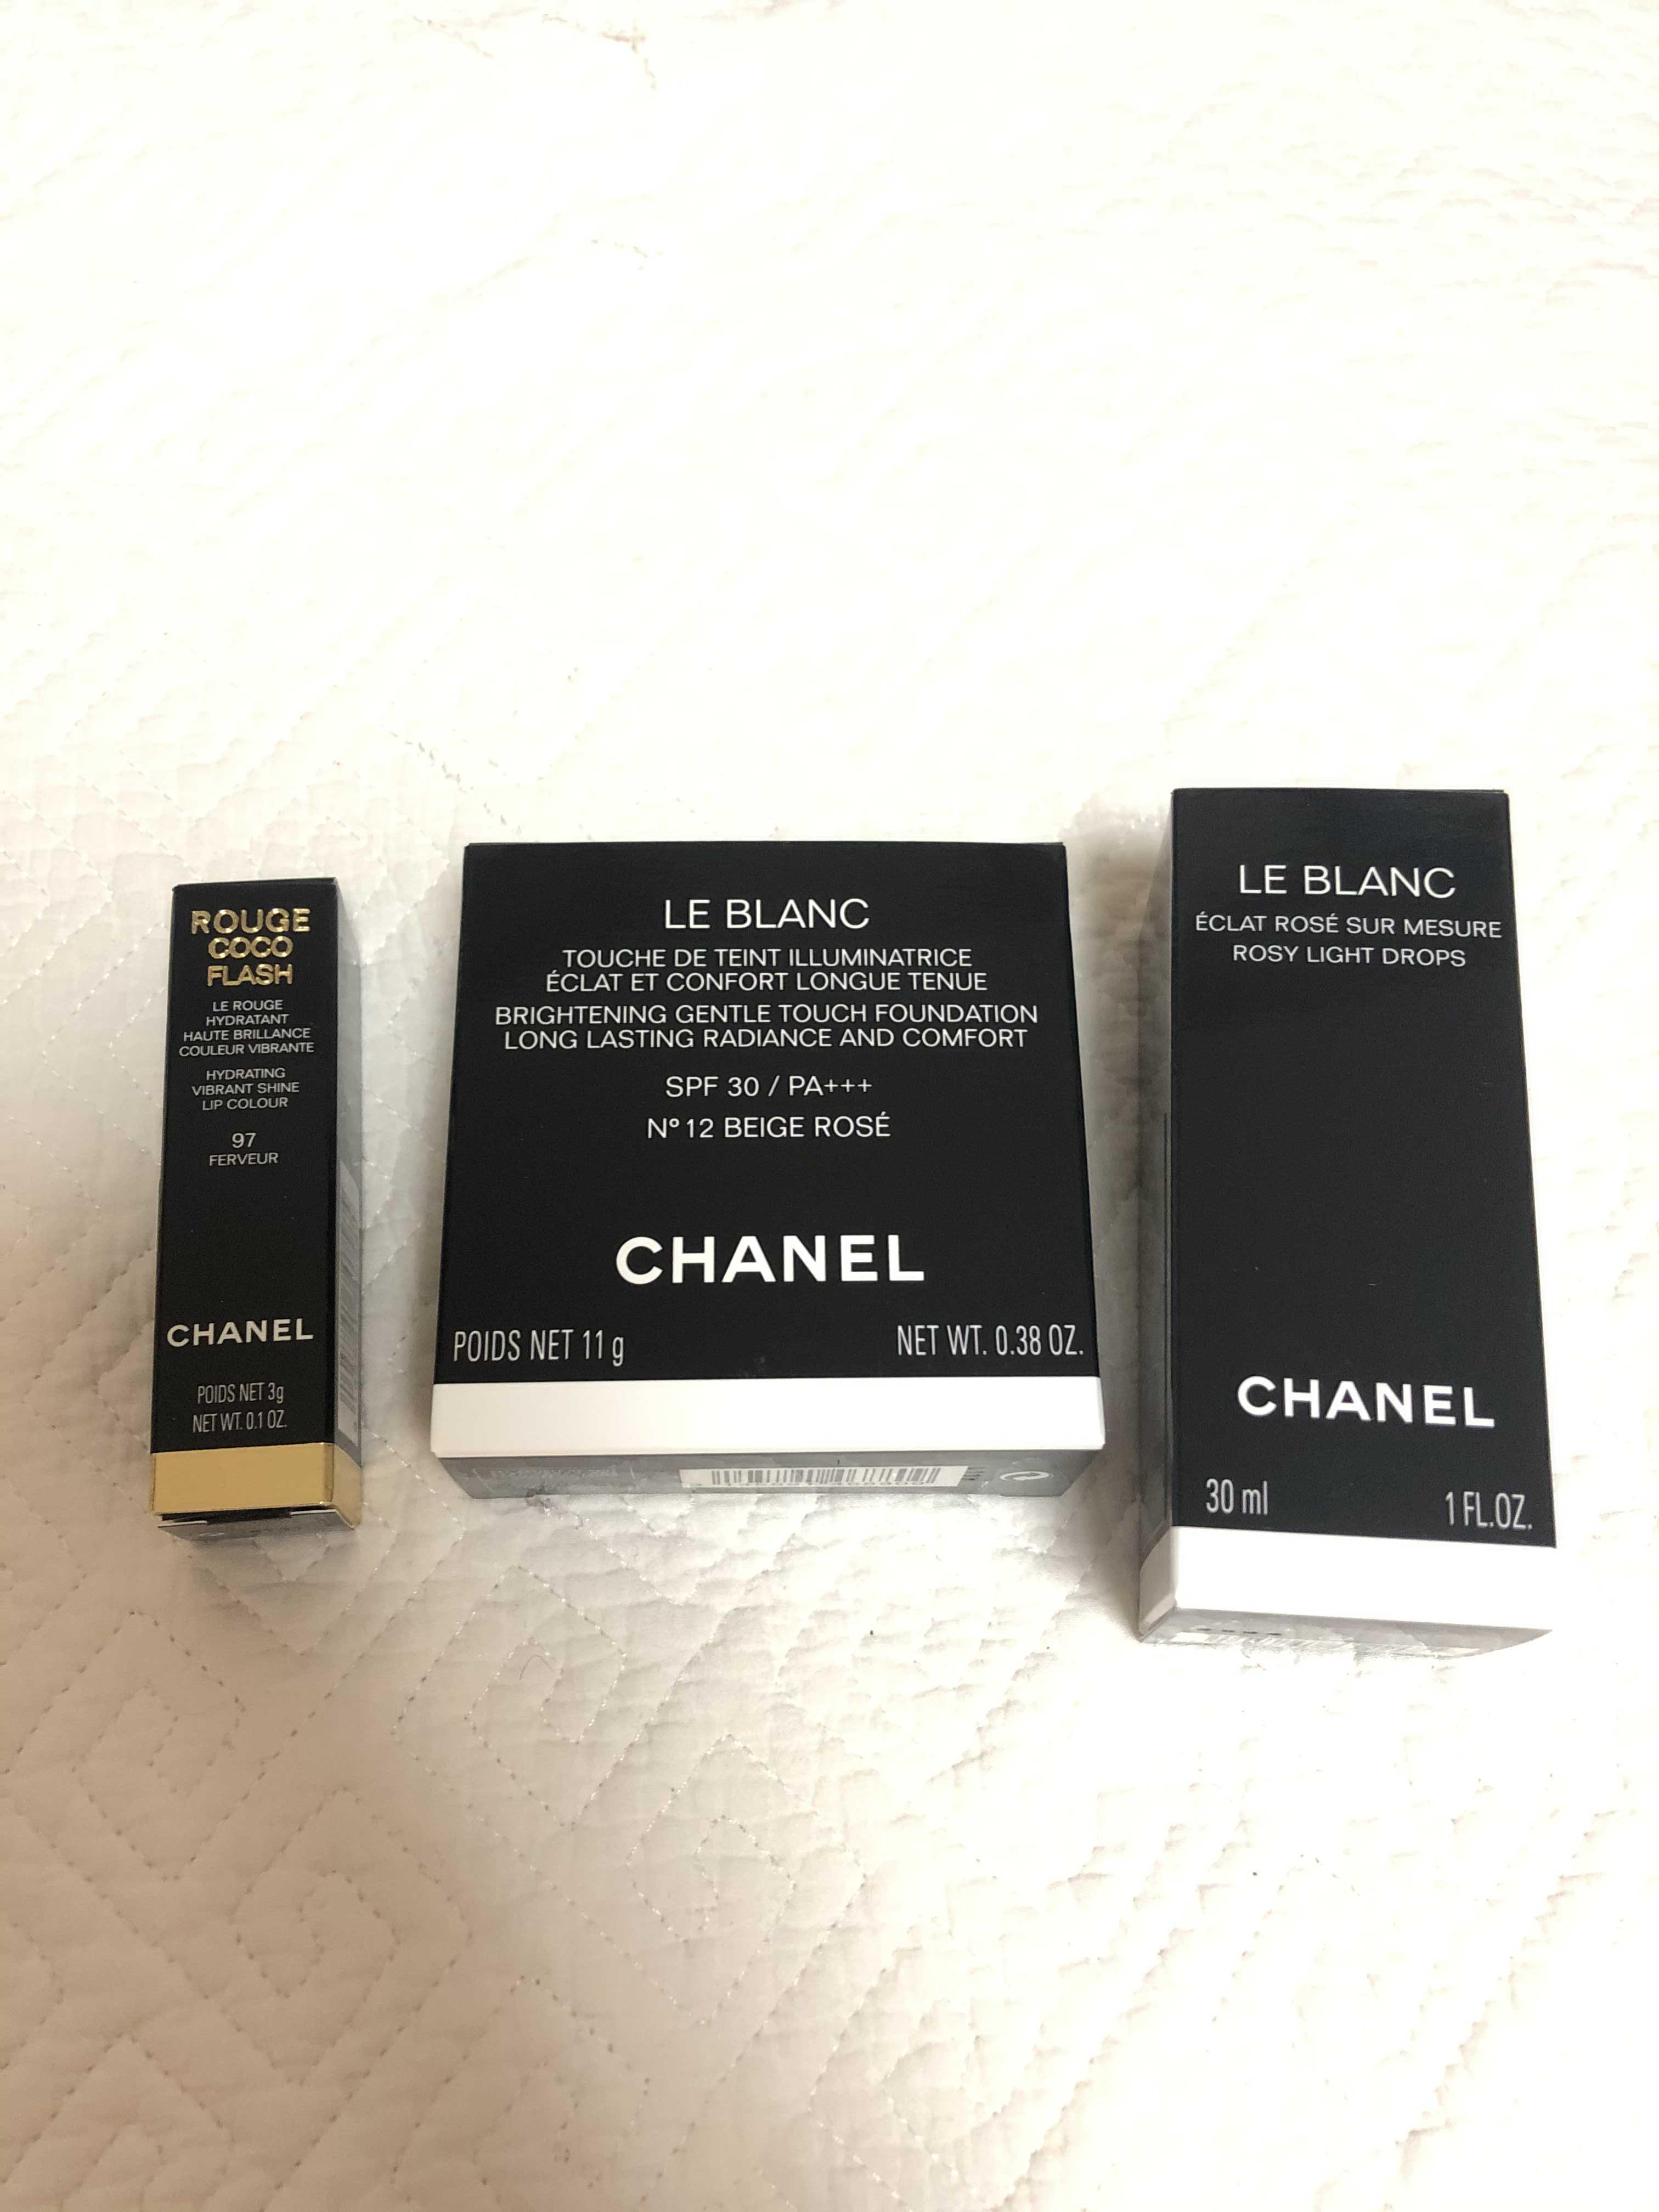 ROUGE
COCO
FLASH
LE ROUGE
HYDRATANT
HAUTE BRILLANCE
COULEUR VIBRANTE
HYDRATING
VIBRANT SHINE
LIP COLOUR
97
FERVEUR
CHANEL
POIDS NET 3g
NET WT. 0.1 OZ.
LE BLANC
TOUCHE DE TEINT ILLUMINATRICE
ÉCLAT ET CONFORT LONGUE TENUE
BRIGHTENING GENTLE TOUCH FOUNDATION
LONG LASTING RADIANCE AND COMFORT
SPF 30 / PA+++
Nº 12 BEIGE ROSÉ
CHANEL
POIDS NET 11 g NET WT. 0.38 OZ.
LE BLANC
ÉCLAT ROSÉ SUR MESURE
ROSY LIGHT DROPS
CHANEL
30 ml 1 FL.OZ.